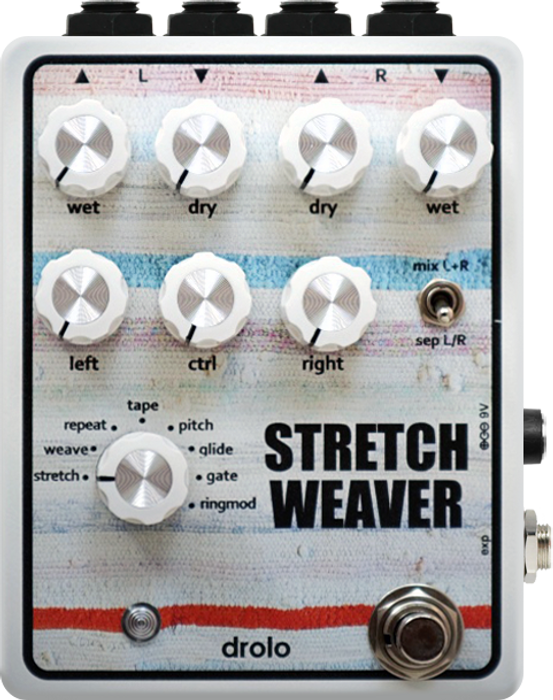 ▲ L ▼ ▲ R ▼
wet dry dry wet
mix L+R
sep L/R
left ctrl right
tape
repeat pitch
weave glide
stretch gate
ringmod
STRETCH
WEAVER
9V
exp
drolo